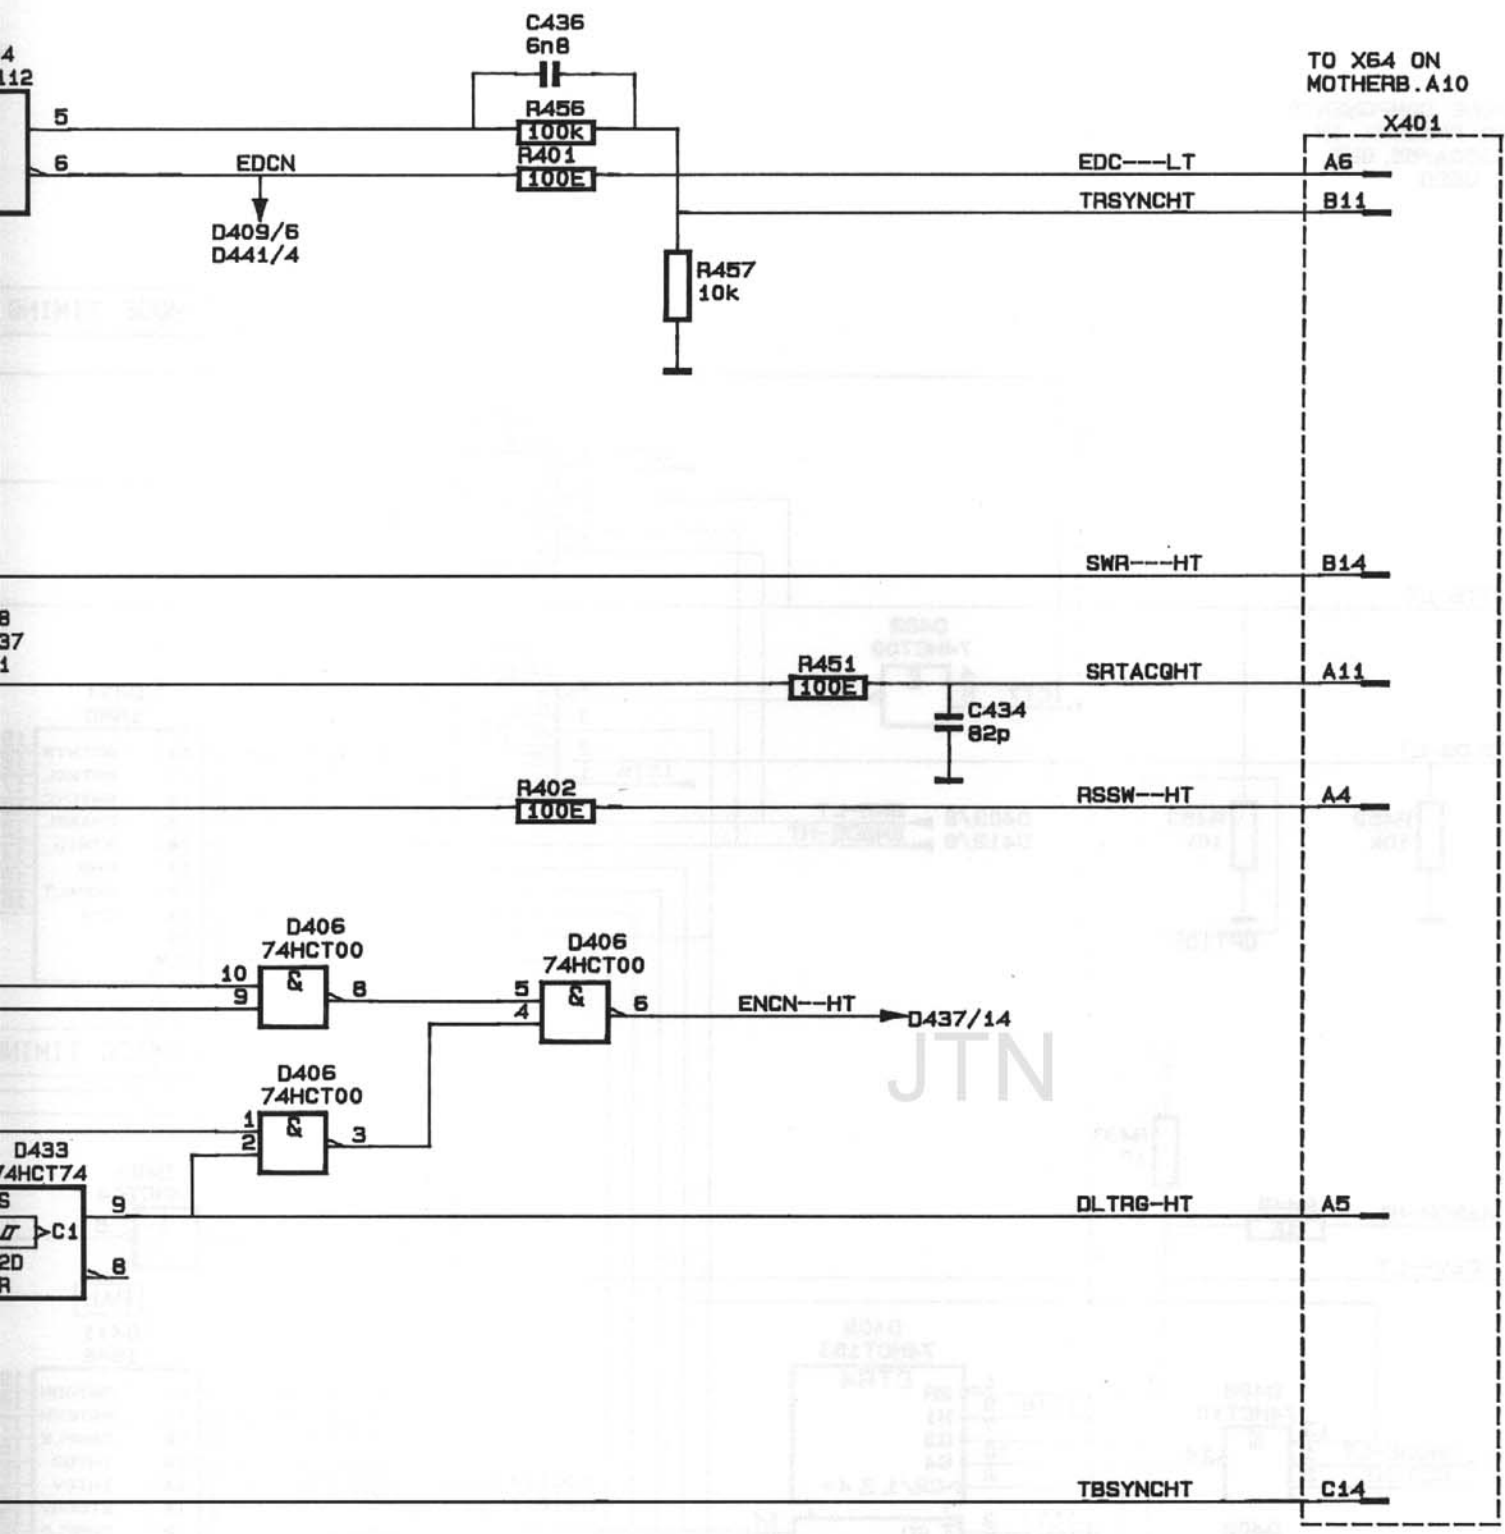 C436
6n8
4
112
TO X64 ON
MOTHERB.A10
X401
5
R456
100k
6
EDCN
R401
100E
EDC---LT
A6
TRSYNCHT
B11
D409/6
D441/4
R457
10k
SWR---HT
B14
8
37
1
R451
100E
SRTACQHT
A11
C434
82p
R402
100E
RSSW--HT
A4
D406
74HCT00
10
9
&
8
D406
74HCT00
5
4
&
6
ENCN--HT
D437/14
JTN
D406
74HCT00
1
2
&
3
D433
74HCT74
S
9
DLTRG-HT
A5
>C1
2D
8
R
TBSYNCHT
C14